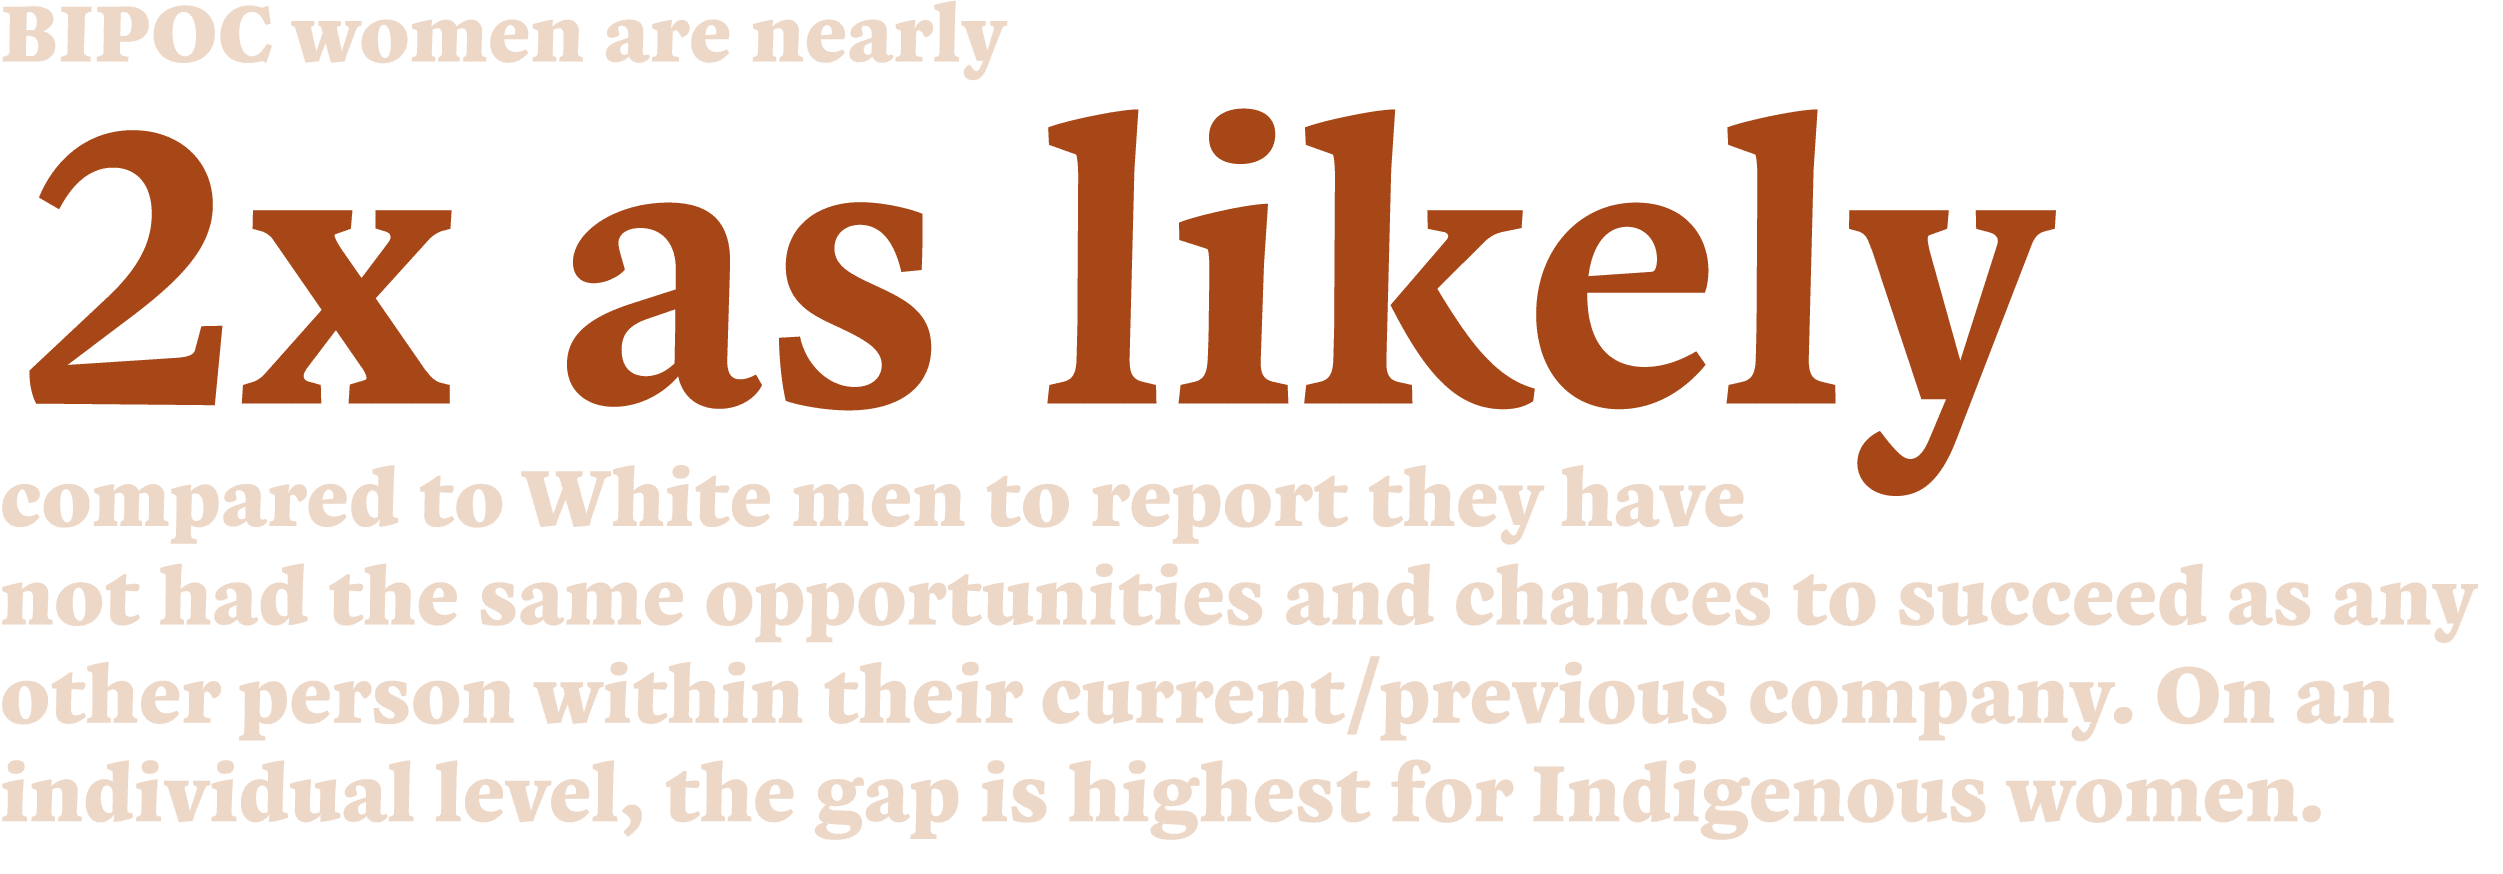 BIPOC women are nearly
2x as likely
compared to White men to report they have
not had the same opportunities and chances to succeed as any
other person within their current/previous company. On an
individual level, the gap is highest for Indigenous women.